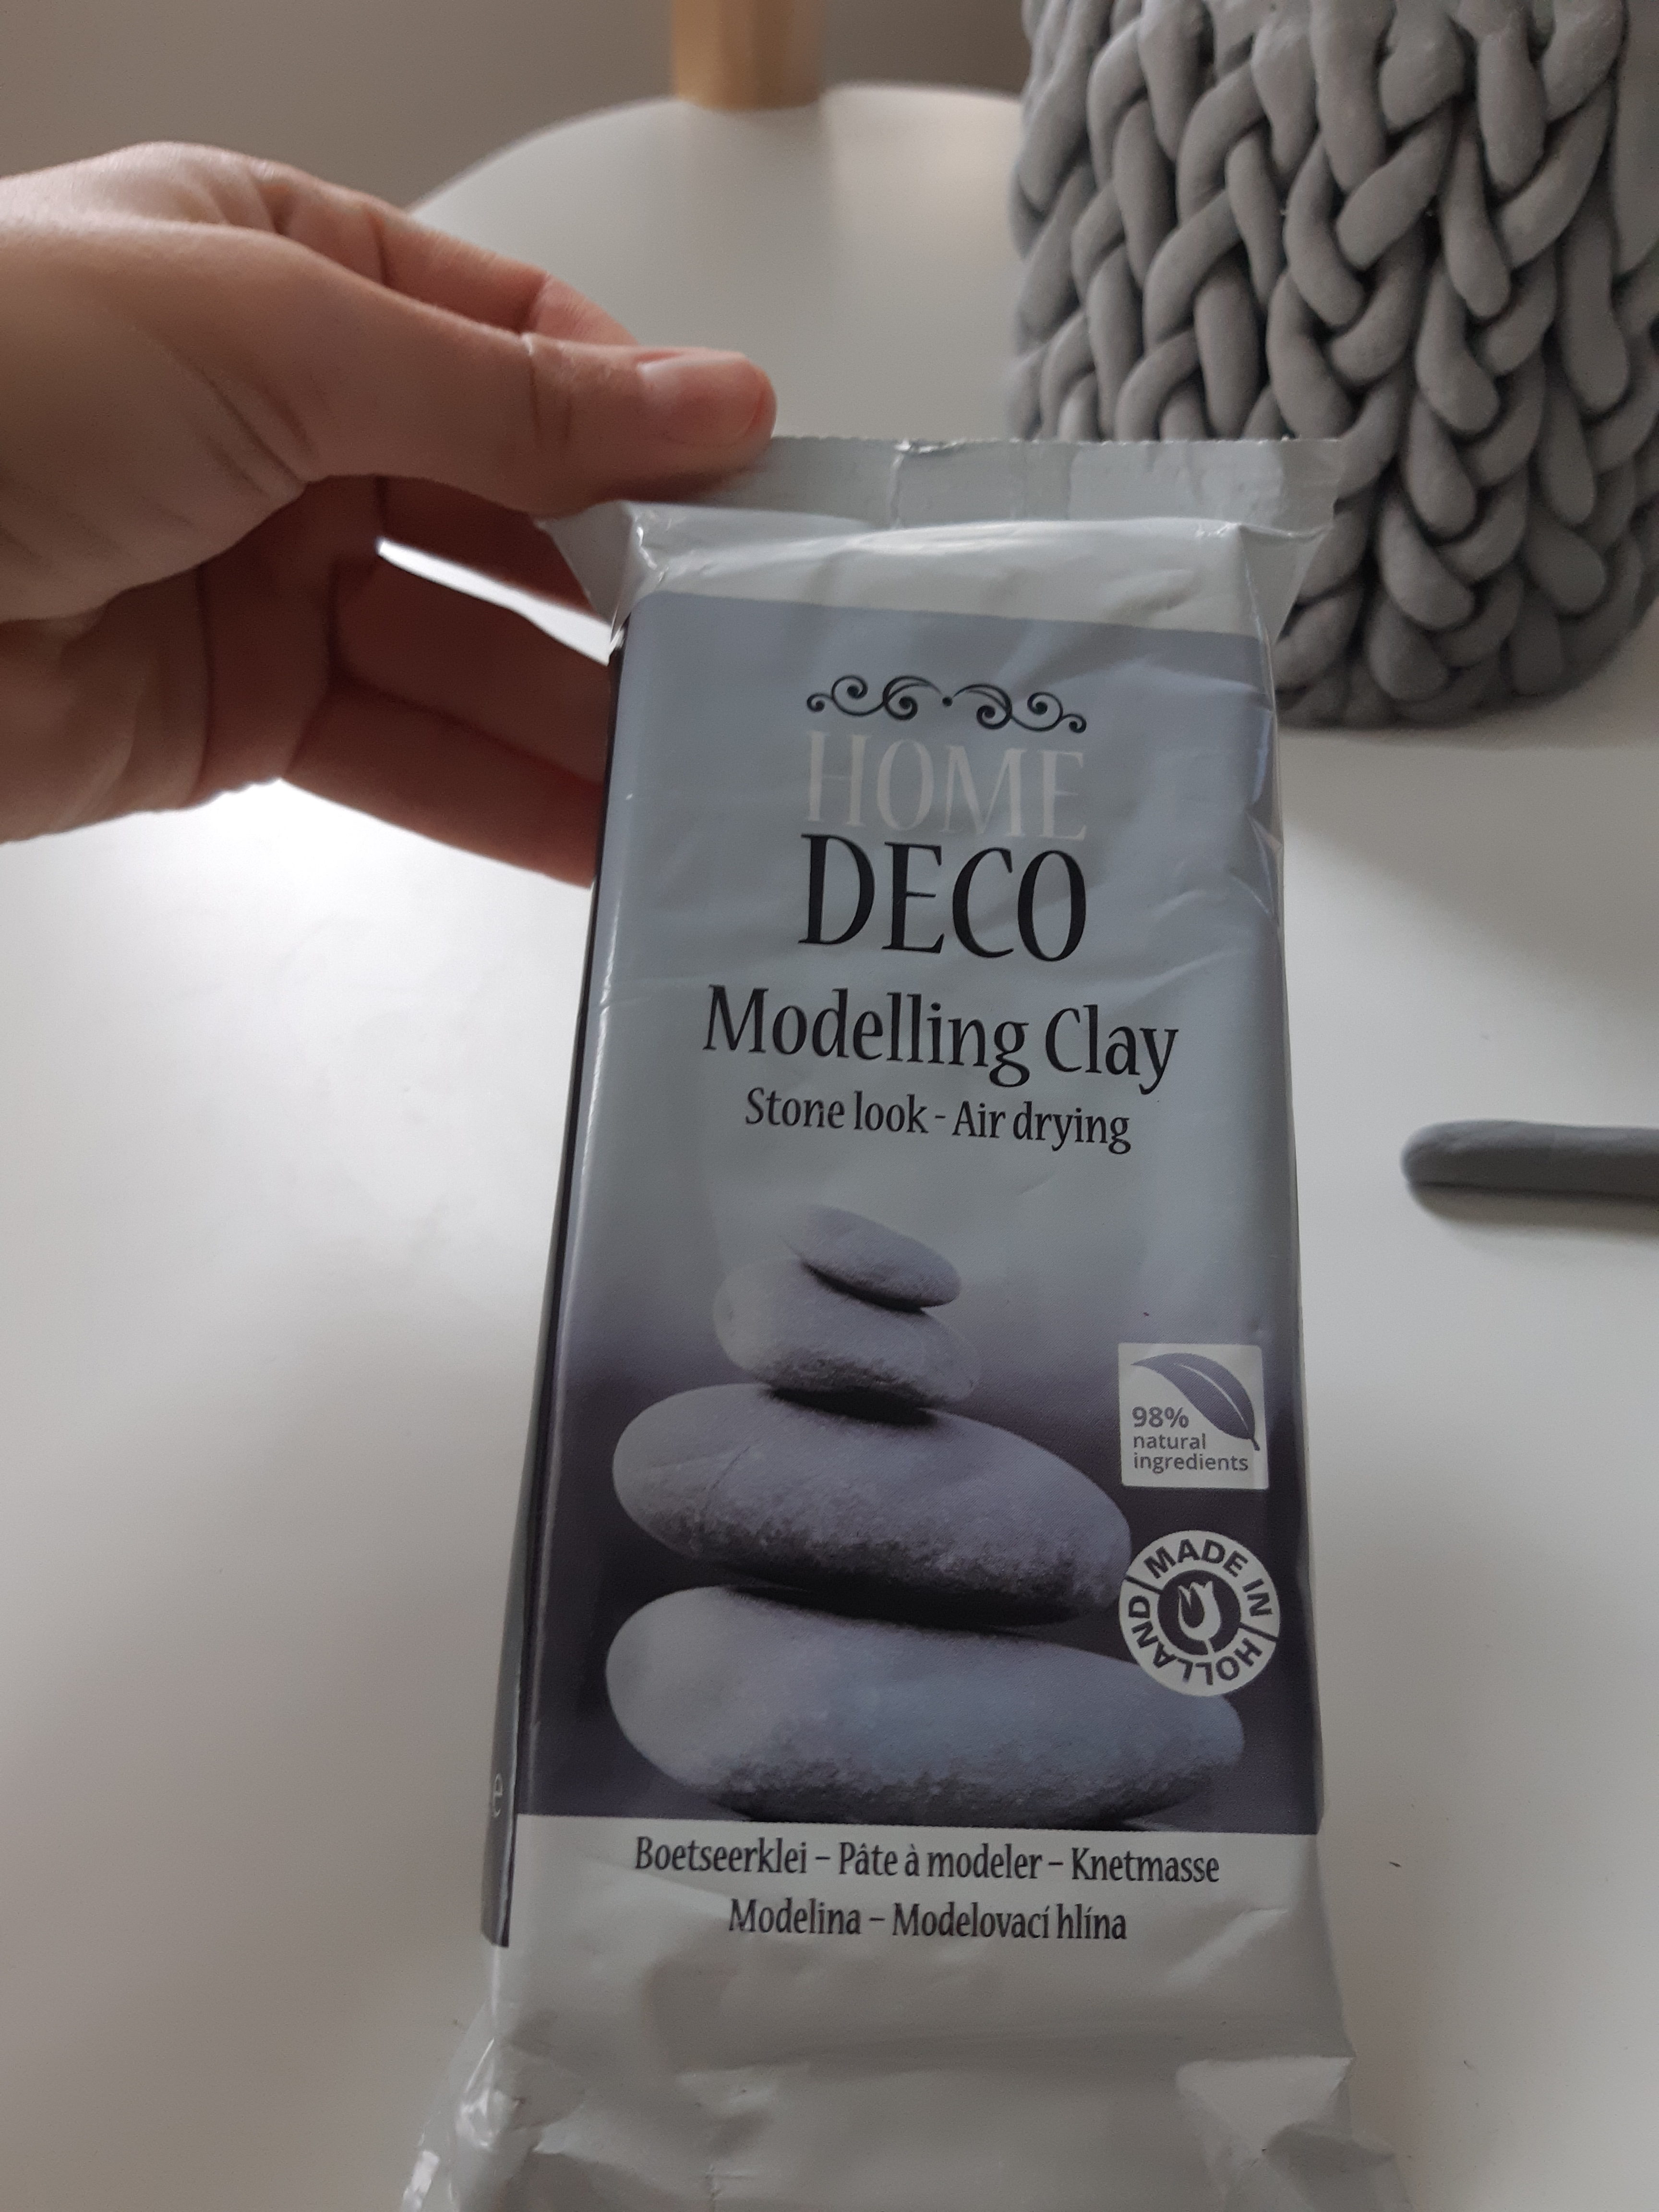 HOME
DECO
Modelling Clay
Stone look - Air drying
98%
natural
ingredients
MADE IN HOLLAND
e
Boetseerklei – Pâte à modeler – Knetmasse
Modelina – Modelovací hlína